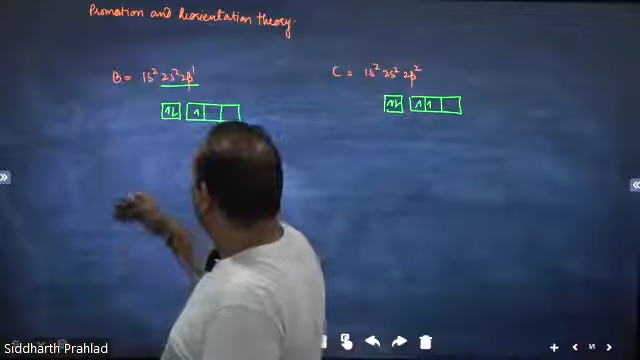 Promotion and Reorientation theory.
B = 1s² 2s² 2p¹
C = 1s² 2s² 2p²
Siddharth Prahlad